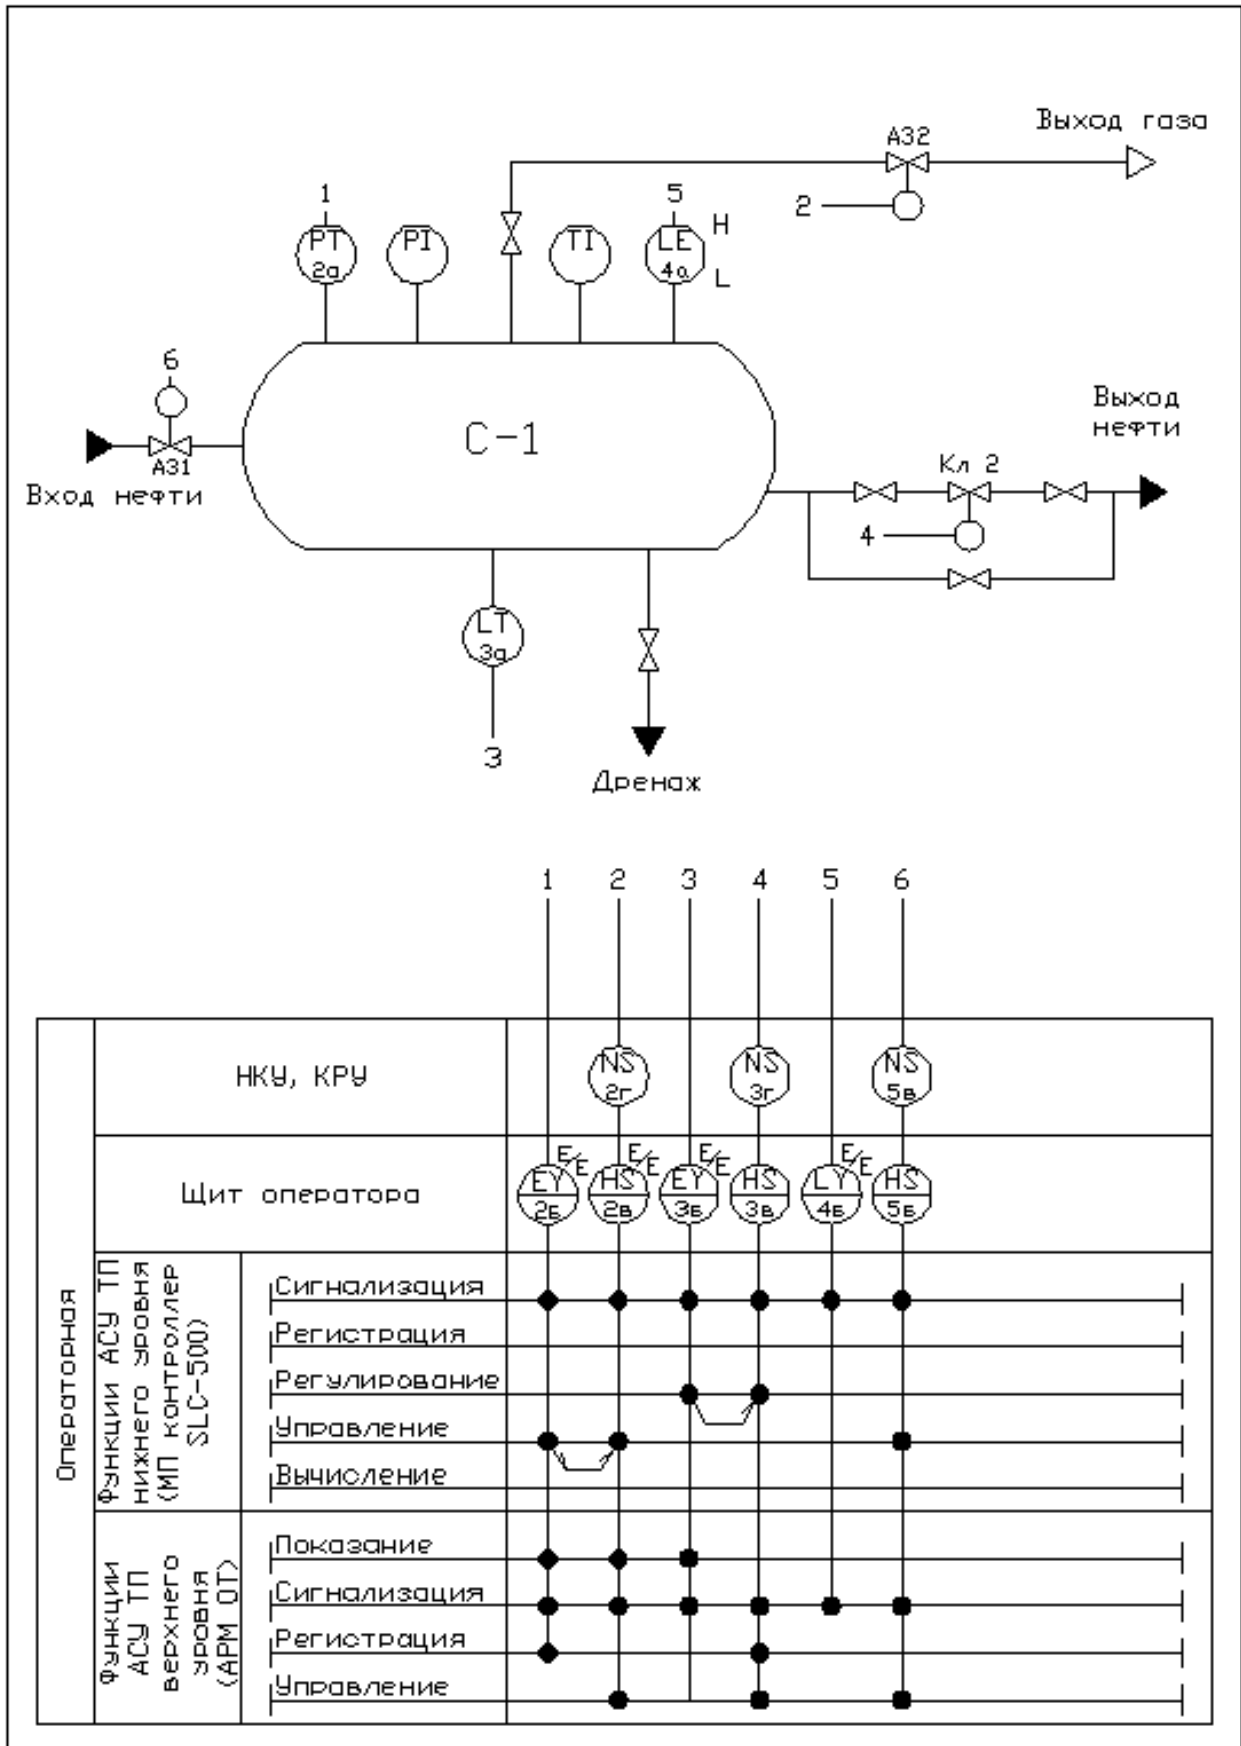 Выход газа
АЗ2
1
5
H
2
PT
2а
PI
TI
LE
4а
L
6
С-1
Выход
нефти
АЗ1
Вход нефти
Кл 2
4
LT
3а
3
Дренаж
1 2 3 4 5 6
Операторная
НКУ, КРУ
NS
2г
NS
3г
NS
5в
Щит оператора
E/E
E/E
E/E
E/E
EY
2Б
HS
2в
EY
3Б
HS
3в
LY
4Б
HS
5Б
Функции АСУ ТП
нижнего уровня
(МП контроллер
SLC-500)
Сигнализация
Регистрация
Регулирование
Управление
Вычисление
Функции
АСУ ТП
верхнего
уровня
(АРМ ОТ)
Показание
Сигнализация
Регистрация
Управление